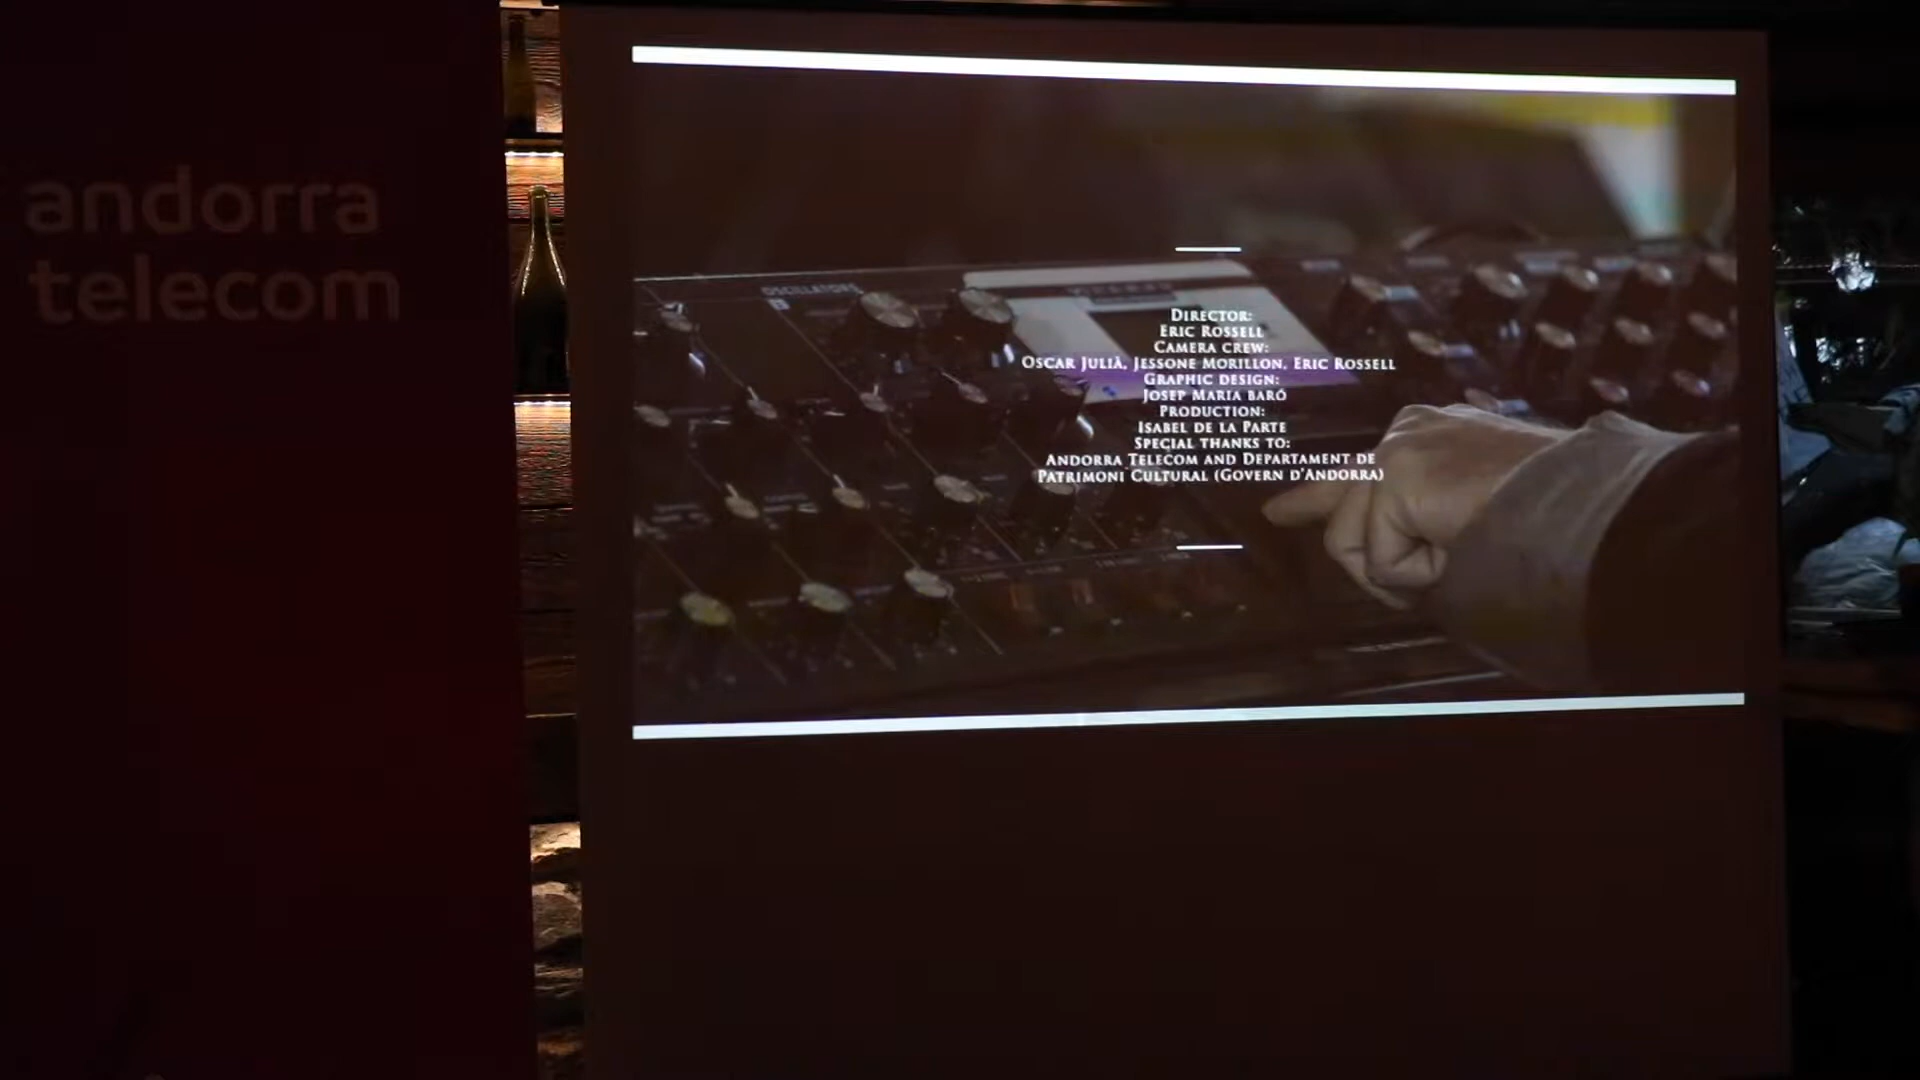 andorra
telecom
OSCILLATORS
DIRECTOR:
ERIC ROSSELL
CAMERA CREW:
OSCAR JULIÀ, JESSONE MORILLON, ERIC ROSSELL
GRAPHIC DESIGN:
JOSEP MARIA BARÓ
PRODUCTION:
ISABEL DE LA PARTE
SPECIAL THANKS TO:
ANDORRA TELECOM AND DEPARTAMENT DE
PATRIMONI CULTURAL (GOVERN D'ANDORRA)